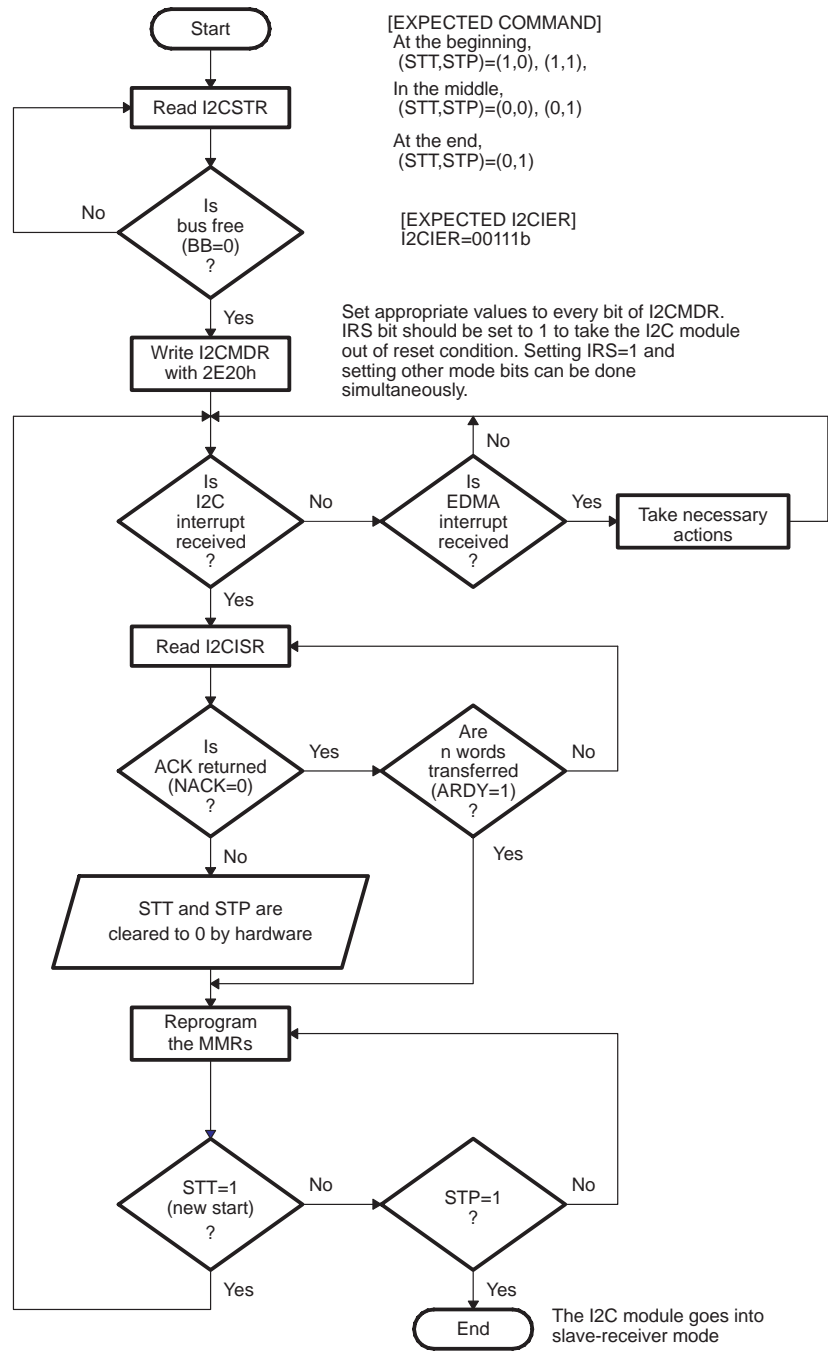 Start
[EXPECTED COMMAND]
At the beginning,
(STT,STP)=(1,0), (1,1),
In the middle,
(STT,STP)=(0,0), (0,1)
At the end,
(STT,STP)=(0,1)
[EXPECTED I2CIER]
I2CIER=00111b
Read I2CSTR
No
Is
bus free
(BB=0)
?
Yes
Write I2CMDR
with 2E20h
Set appropriate values to every bit of I2CMDR.
IRS bit should be set to 1 to take the I2C module
out of reset condition. Setting IRS=1 and
setting other mode bits can be done
simultaneously.
Is
I2C
interrupt
received
?
No
Is
EDMA
interrupt
received
?
No
Yes
Take necessary
actions
Yes
Read I2CISR
Is
ACK returned
(NACK=0)
?
Yes
Are
n words
transferred
(ARDY=1)
?
No
No
Yes
STT and STP are
cleared to 0 by hardware
Reprogram
the MMRs
STT=1
(new start)
?
No
STP=1
?
No
Yes
Yes
End
The I2C module goes into
slave-receiver mode